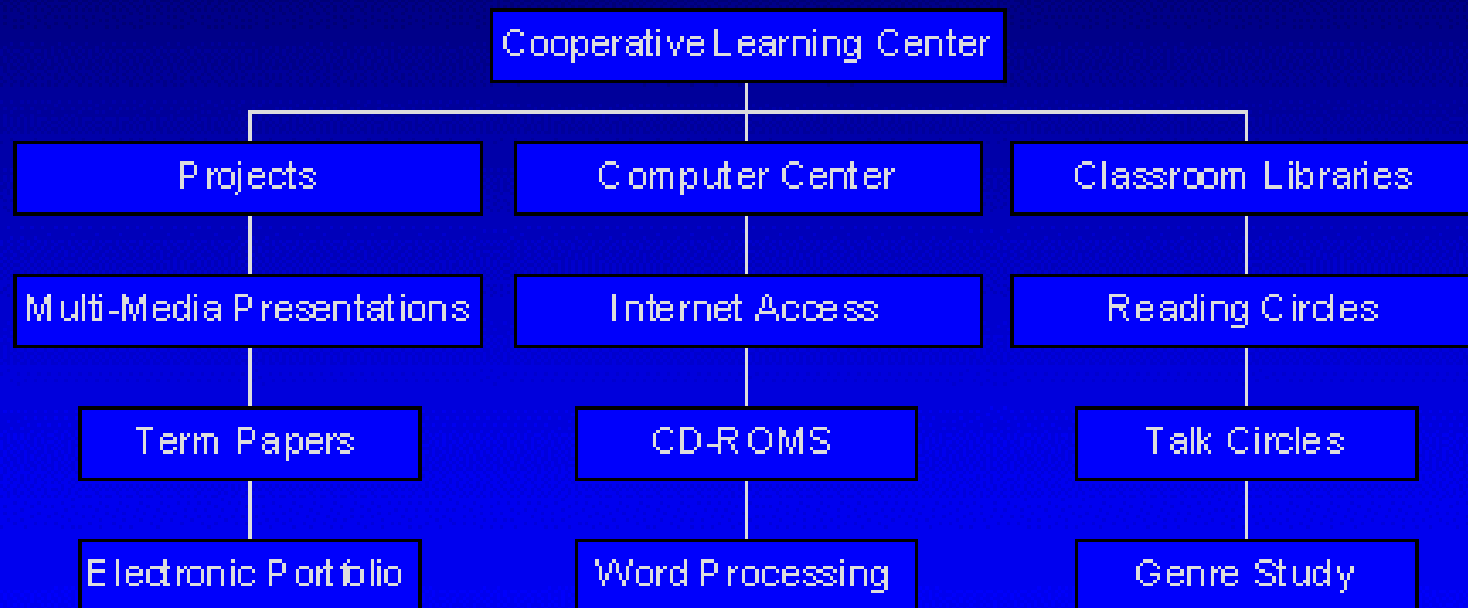 Cooperative Learning Center
Projects
Computer Center
Classroom Libraries
Multi-Media Presentations
Internet Access
Reading Circles
Term Papers
CD-ROMS
Talk Circles
Electronic Portfolio
Word Processing
Genre Study